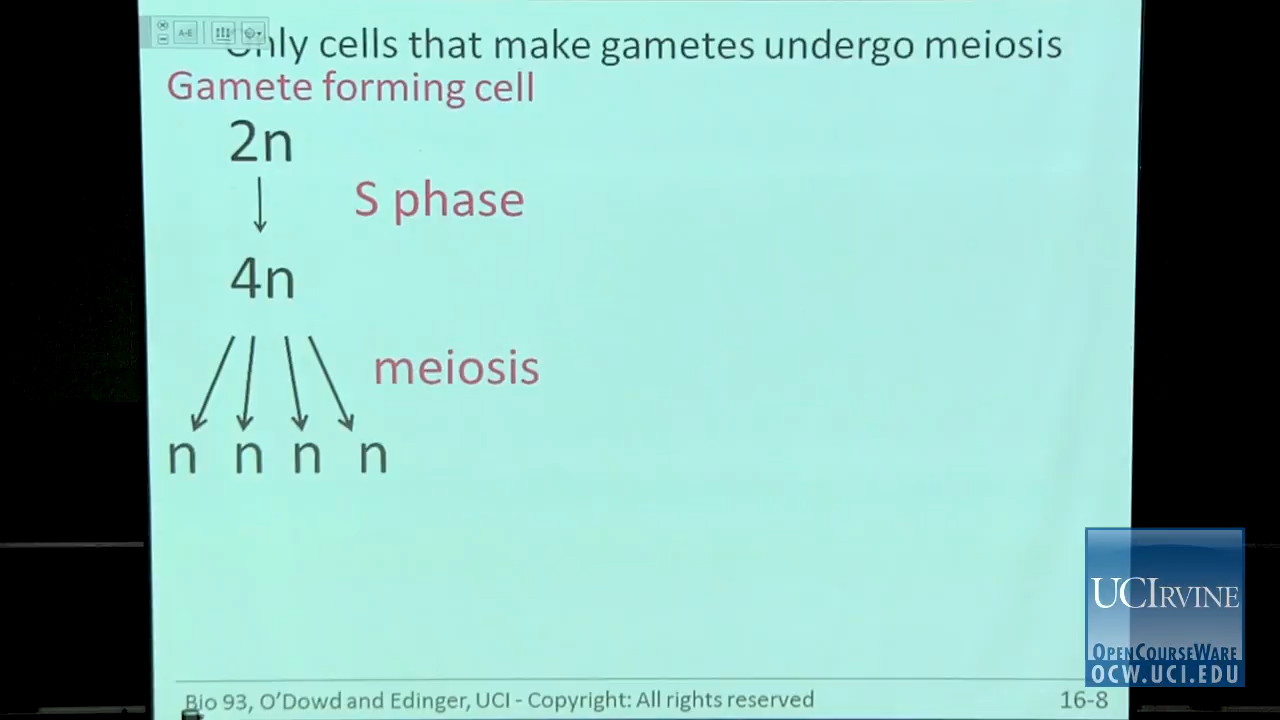 Only cells that make gametes undergo meiosis
Gamete forming cell
2n
S phase
4n
meiosis
n n n n
Bio 93, O'Dowd and Edinger, UCI - Copyright: All rights reserved 16-8
UCIRVINE
OPENCOURSEWARE
OCW.UCI.EDU